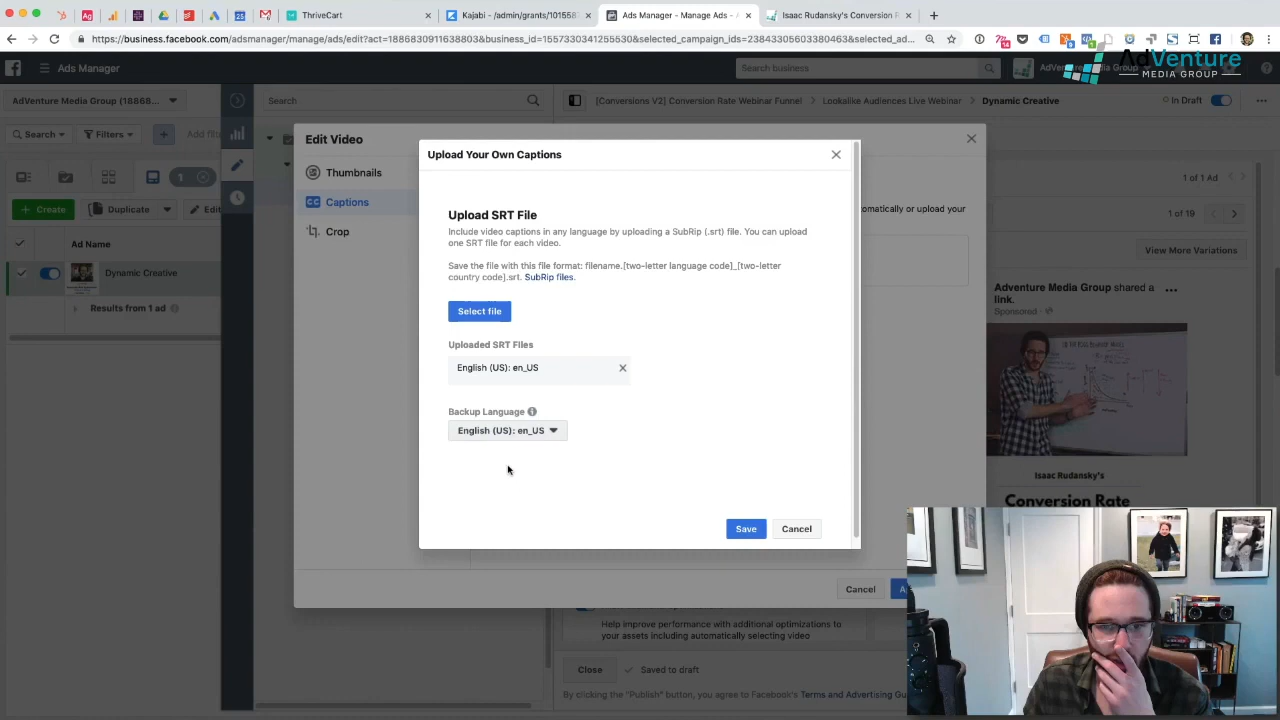 ThriveCart
Kajabi - /admin/grants/1015587
Ads Manager - Manage Ads - A
Isaac Rudansky's Conversion R
https://business.facebook.com/adsmanager/manage/ads/edit?act=1886830911638803&business_id=1557330341255530&selected_campaign_ids=23843305603380463&selected_ad...
Ads Manager
Search business
AdVenture
MEDIA GROUP
AdVenture Media Group (18868...
Search
[Conversions V2] Conversion Rate Webinar Funnel
Lookalike Audiences Live Webinar
Dynamic Creative
In Draft
Search
Filters
Add filt
1
Create
Duplicate
Edit
Ad Name
Dynamic Creative
Results from 1 ad
Edit Video
Thumbnails
Captions
Crop
Upload Your Own Captions
Upload SRT File
Include video captions in any language by uploading a SubRip (.srt) file. You can upload
one SRT file for each video.
Save the file with this file format: filename.[two-letter language code]_[two-letter
country code].srt. SubRip files.
Select file
Uploaded SRT Files
English (US): en_US
Backup Language
English (US): en_US
Save
Cancel
omatically or upload your
Cancel
1 of 1 Ad
1 of 19
View More Variations
Adventure Media Group shared a
link.
Sponsored
Isaac Rudansky's
Conversion Rate
Help improve performance with additional optimizations to
your assets including automatically selecting video
Close
Saved to draft
By clicking the "Publish" button, you agree to Facebook's Terms and Advertising Gu